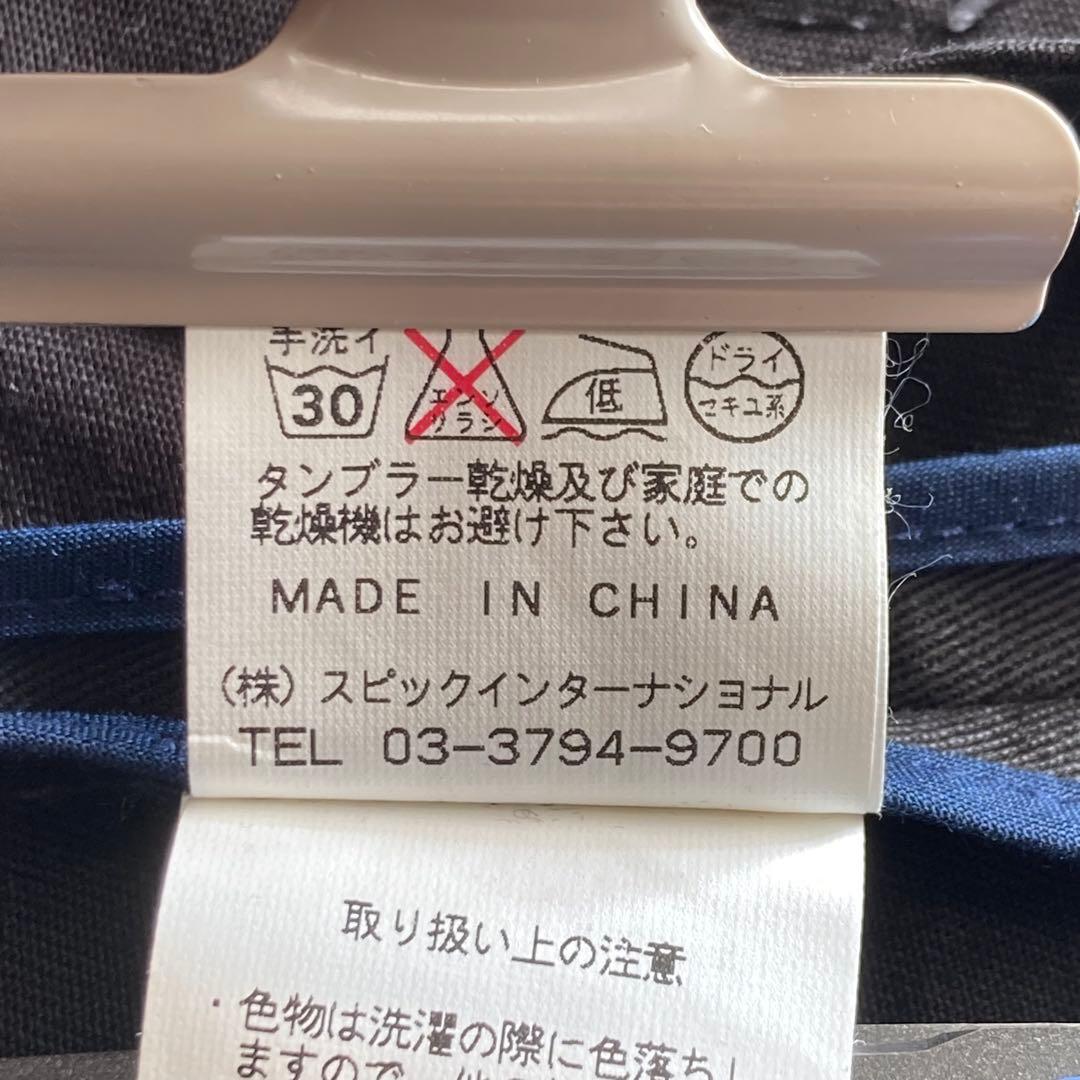 手洗イ
30
エンソ
サラシ
低
ドライ
セキユ系
タンブラー乾燥及び家庭での
乾燥機はお避け下さい。
MADE IN CHINA
(株) スピックインターナショナル
TEL 03-3794-9700
取り扱い上の注意
・色物は洗濯の際に色落ちし
ますので